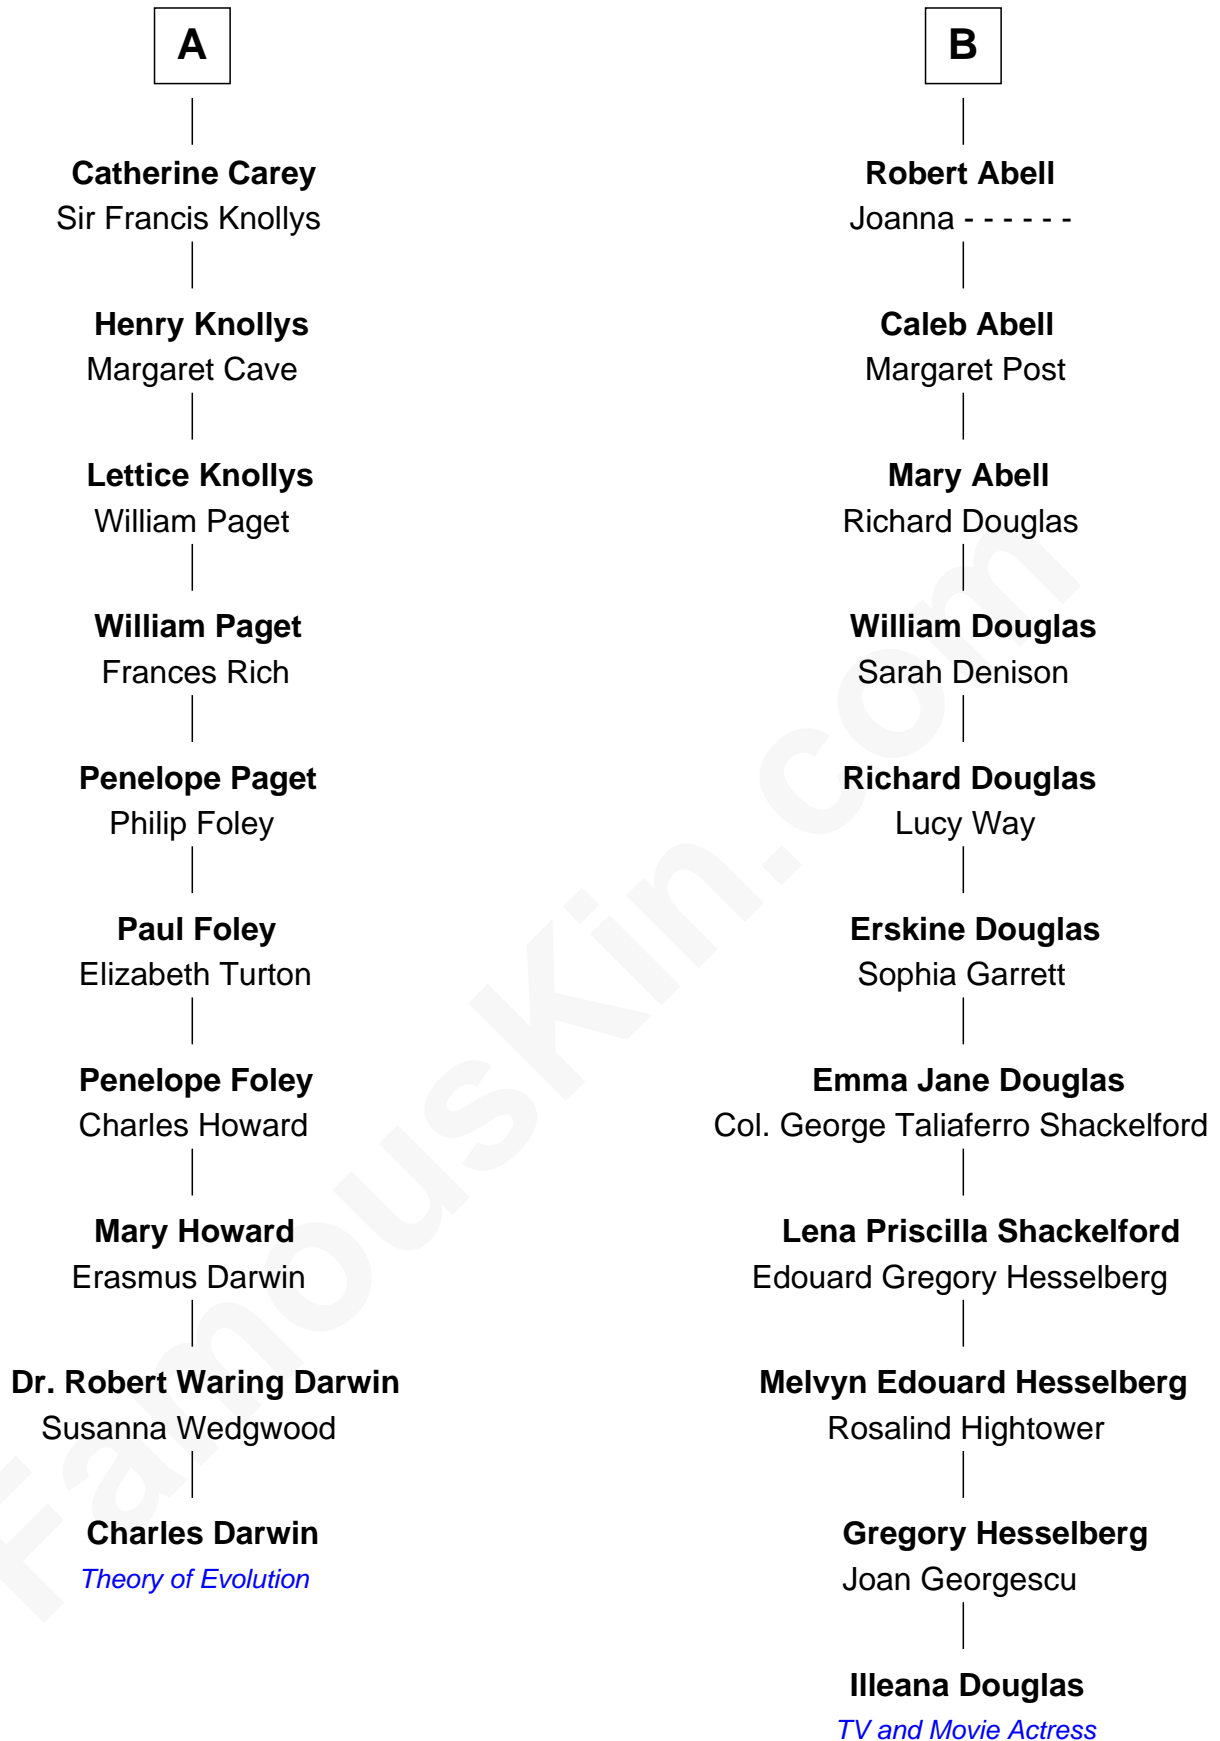 A
Catherine Carey
Sir Francis Knollys
Henry Knollys
Margaret Cave
Lettice Knollys
William Paget
William Paget
Frances Rich
Penelope Paget
Philip Foley
Paul Foley
Elizabeth Turton
Penelope Foley
Charles Howard
Mary Howard
Erasmus Darwin
Dr. Robert Waring Darwin
Susanna Wedgwood
Charles Darwin
Theory of Evolution
B
Robert Abell
Joanna - - - - - -
Caleb Abell
Margaret Post
Mary Abell
Richard Douglas
William Douglas
Sarah Denison
Richard Douglas
Lucy Way
Erskine Douglas
Sophia Garrett
Emma Jane Douglas
Col. George Taliaferro Shackelford
Lena Priscilla Shackelford
Edouard Gregory Hesselberg
Melvyn Edouard Hesselberg
Rosalind Hightower
Gregory Hesselberg
Joan Georgescu
Illeana Douglas
TV and Movie Actress
FamousKin.com